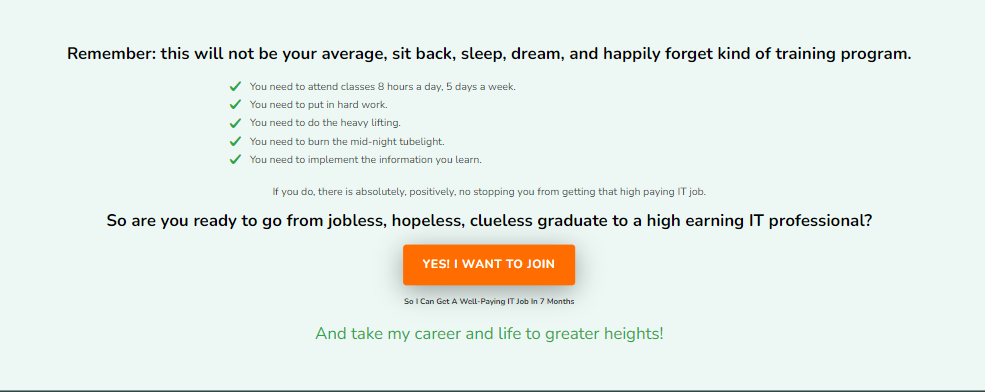 Remember: this will not be your average, sit back, sleep, dream, and happily forget kind of training program.
You need to attend classes 8 hours a day, 5 days a week.
You need to put in hard work.
You need to do the heavy lifting.
You need to burn the mid-night tubelight.
You need to implement the information you learn.
If you do, there is absolutely, positively, no stopping you from getting that high paying IT job.
So are you ready to go from jobless, hopeless, clueless graduate to a high earning IT professional?
YES! I WANT TO JOIN
So I Can Get A Well-Paying IT Job In 7 Months
And take my career and life to greater heights!